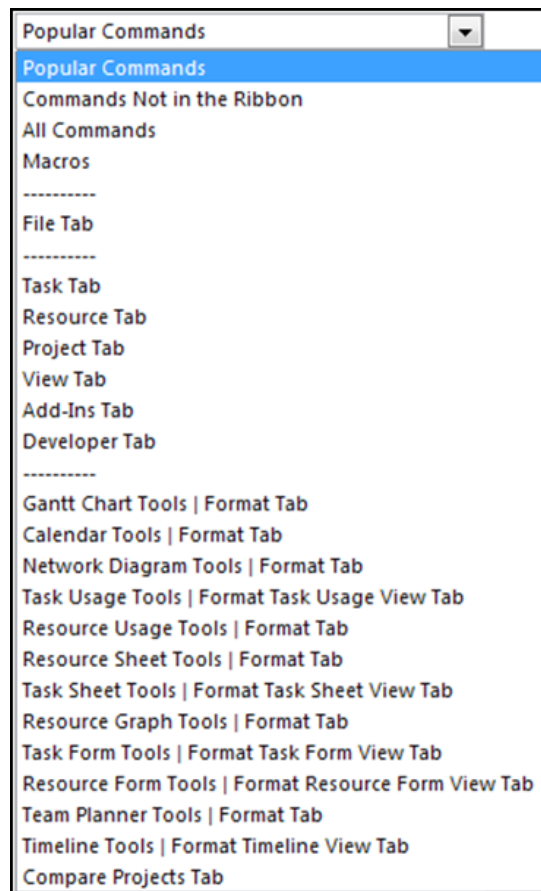 Popular Commands
Popular Commands
Commands Not in the Ribbon
All Commands
Macros
----------
File Tab
----------
Task Tab
Resource Tab
Project Tab
View Tab
Add-Ins Tab
Developer Tab
----------
Gantt Chart Tools | Format Tab
Calendar Tools | Format Tab
Network Diagram Tools | Format Tab
Task Usage Tools | Format Task Usage View Tab
Resource Usage Tools | Format Tab
Resource Sheet Tools | Format Tab
Task Sheet Tools | Format Task Sheet View Tab
Resource Graph Tools | Format Tab
Task Form Tools | Format Task Form View Tab
Resource Form Tools | Format Resource Form View Tab
Team Planner Tools | Format Tab
Timeline Tools | Format Timeline View Tab
Compare Projects Tab